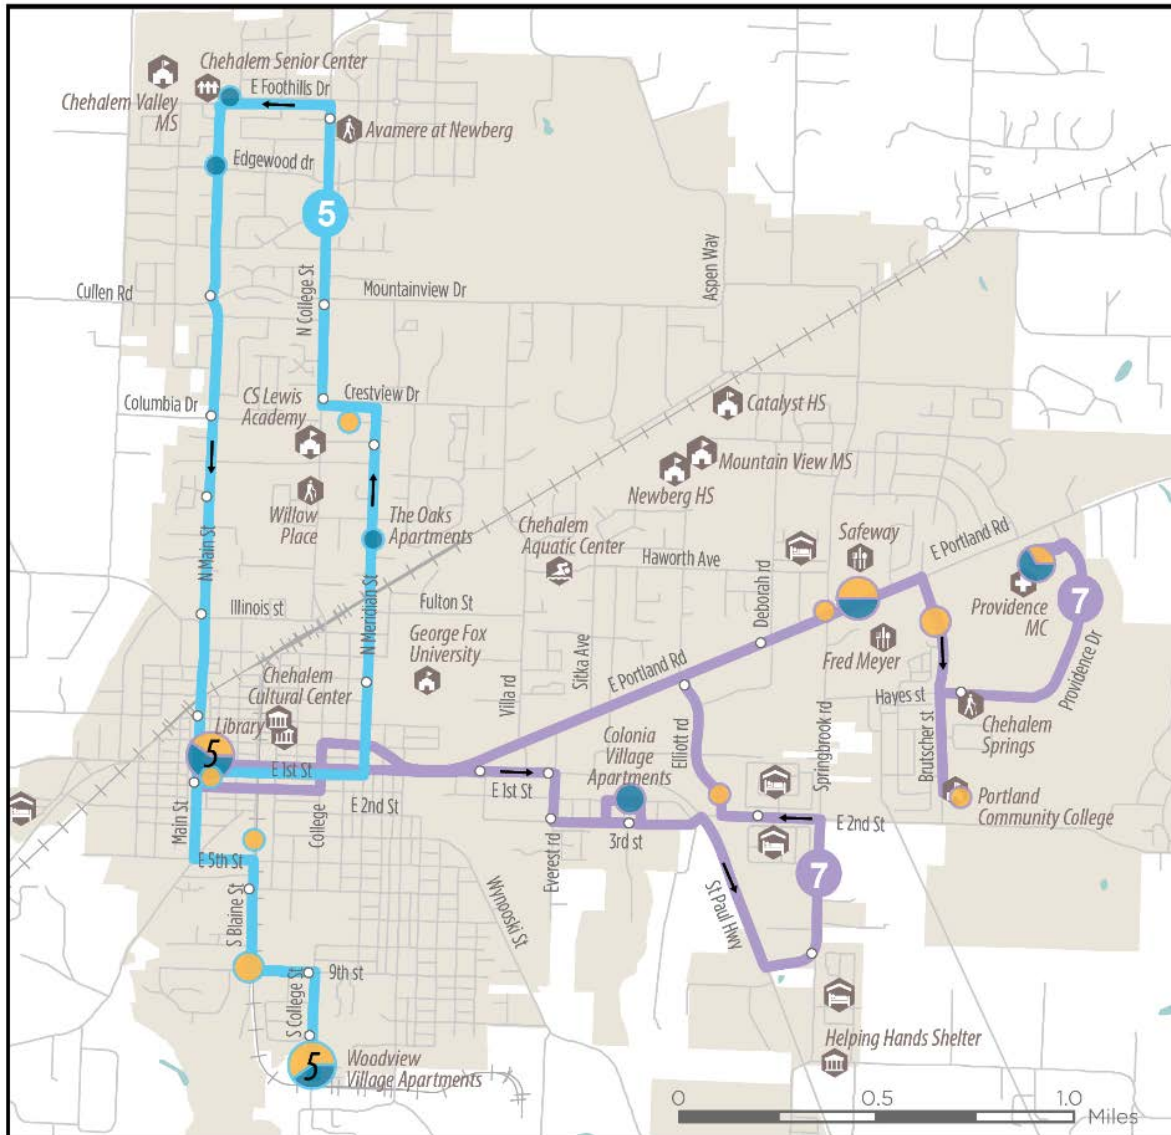 Chehalem Senior Center
E Foothills Dr
Chehalem Valley
MS
Avamere at Newberg
Edgewood dr
5
Aspen Way
N College St
Cullen Rd
Mountainview Dr
CS Lewis
Academy
Crestview Dr
Columbia Dr
Catalyst HS
Mountain View MS
Newberg HS
Willow
Place
The Oaks
Apartments
Chehalem
Aquatic Center
Safeway
E Portland Rd
Haworth Ave
N Main St
Deborah rd
Illinois st
N Meridian St
Fulton St
Providence
MC
7
George Fox
University
Sitka Ave
E Portland Rd
Fred Meyer
Providence Dr
Chehalem
Cultural Center
Villa rd
Hayes st
Library
5
Chehalem
Springs
Elliott rd
Springbrook rd
Brutscher st
Colonia
Village
Apartments
E 1st St
E 1st St
E 2nd St
Main St
College
Portland
Community College
E 2nd St
3rd st
Everest rd
E 5th St
7
Wynooski St
St Paul Hwy
S Blaine St
9th st
S College St
Helping Hands Shelter
5
Woodview
Village Apartments
0 0.5 1.0
Miles